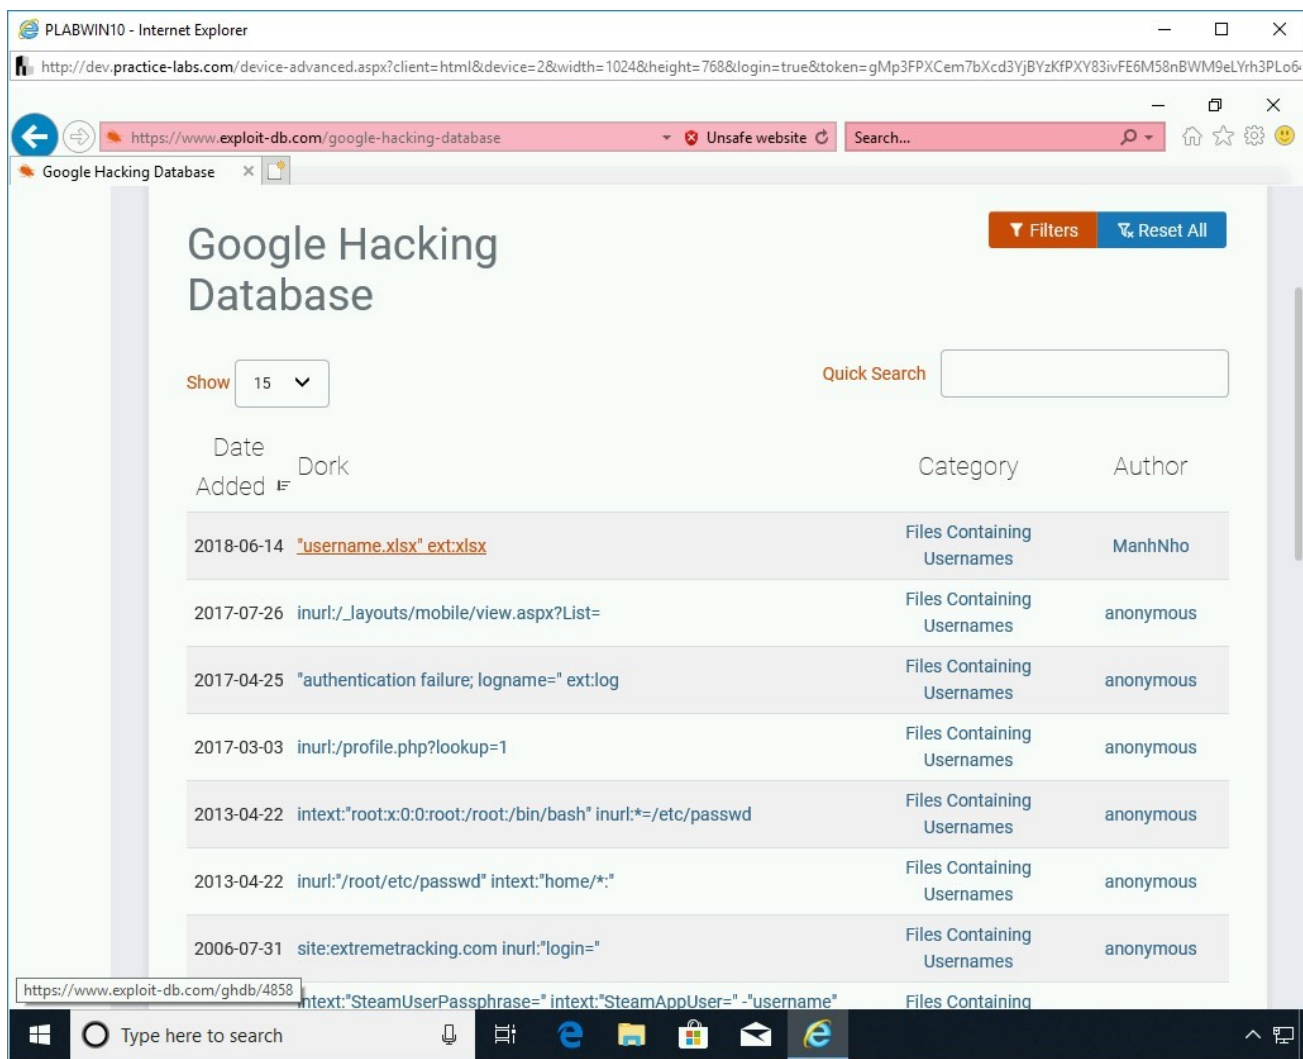 PLABWIN10 - Internet Explorer
http://dev.practice-labs.com/device-advanced.aspx?client=html&device=2&width=1024&height=768&login=true&token=gMp3FPXCem7bXcd3YjBYzKfPXY83ivFE6M58nBWM9eLYrh3PLo6
https://www.exploit-db.com/google-hacking-database
Unsafe website
Search...
Google Hacking Database
Google Hacking
Database
Filters
Reset All
Show 15
Quick Search
Date
Added
Dork
Category
Author
2018-06-14 "username.xlsx" ext:xlsx Files Containing
Usernames ManhNho
2017-07-26 inurl:/_layouts/mobile/view.aspx?List= Files Containing
Usernames anonymous
2017-04-25 "authentication failure; logname=" ext:log Files Containing
Usernames anonymous
2017-03-03 inurl:/profile.php?lookup=1 Files Containing
Usernames anonymous
2013-04-22 intext:"root:x:0:0:root:/root:/bin/bash" inurl:*=/etc/passwd Files Containing
Usernames anonymous
2013-04-22 inurl:"/root/etc/passwd" intext:"home/*:" Files Containing
Usernames anonymous
2006-07-31 site:extremetracking.com inurl:"login=" Files Containing
Usernames anonymous
https://www.exploit-db.com/ghdb/4858
intext:"SteamUserPassphrase=" intext:"SteamAppUser=" -"username" Files Containing
Type here to search